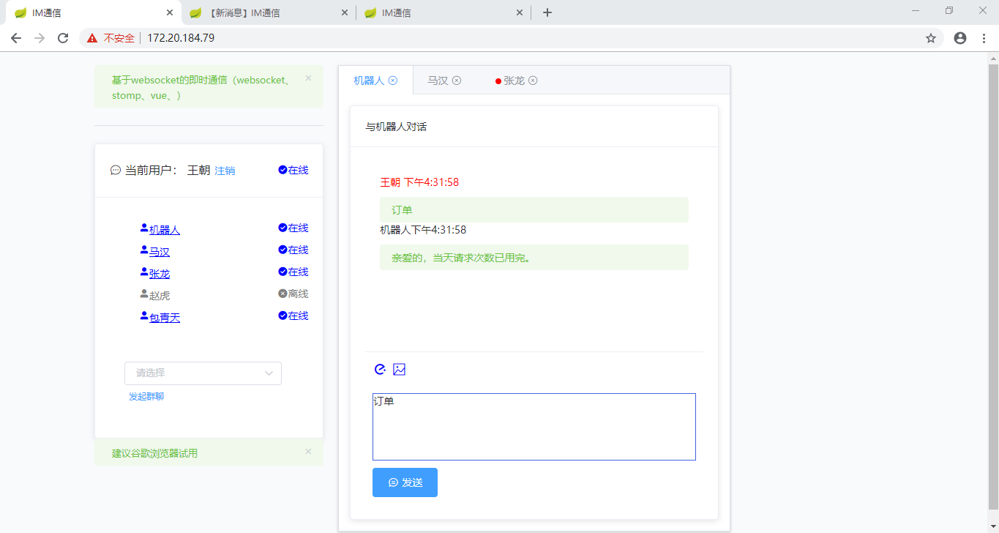 IM通信
【新消息】IM通信
IM通信
不安全
172.20.184.79
基于websocket的即时通信（websocket、
stomp、vue、）
当前用户： 王朝 注销 在线
机器人 在线
马汉 在线
张龙 在线
赵虎 离线
包青天 在线
请选择
发起群聊
建议谷歌浏览器试用
机器人
马汉
张龙
与机器人对话
王朝 下午4:31:58
订单
机器人下午4:31:58
亲爱的，当天请求次数已用完。
订单
发送